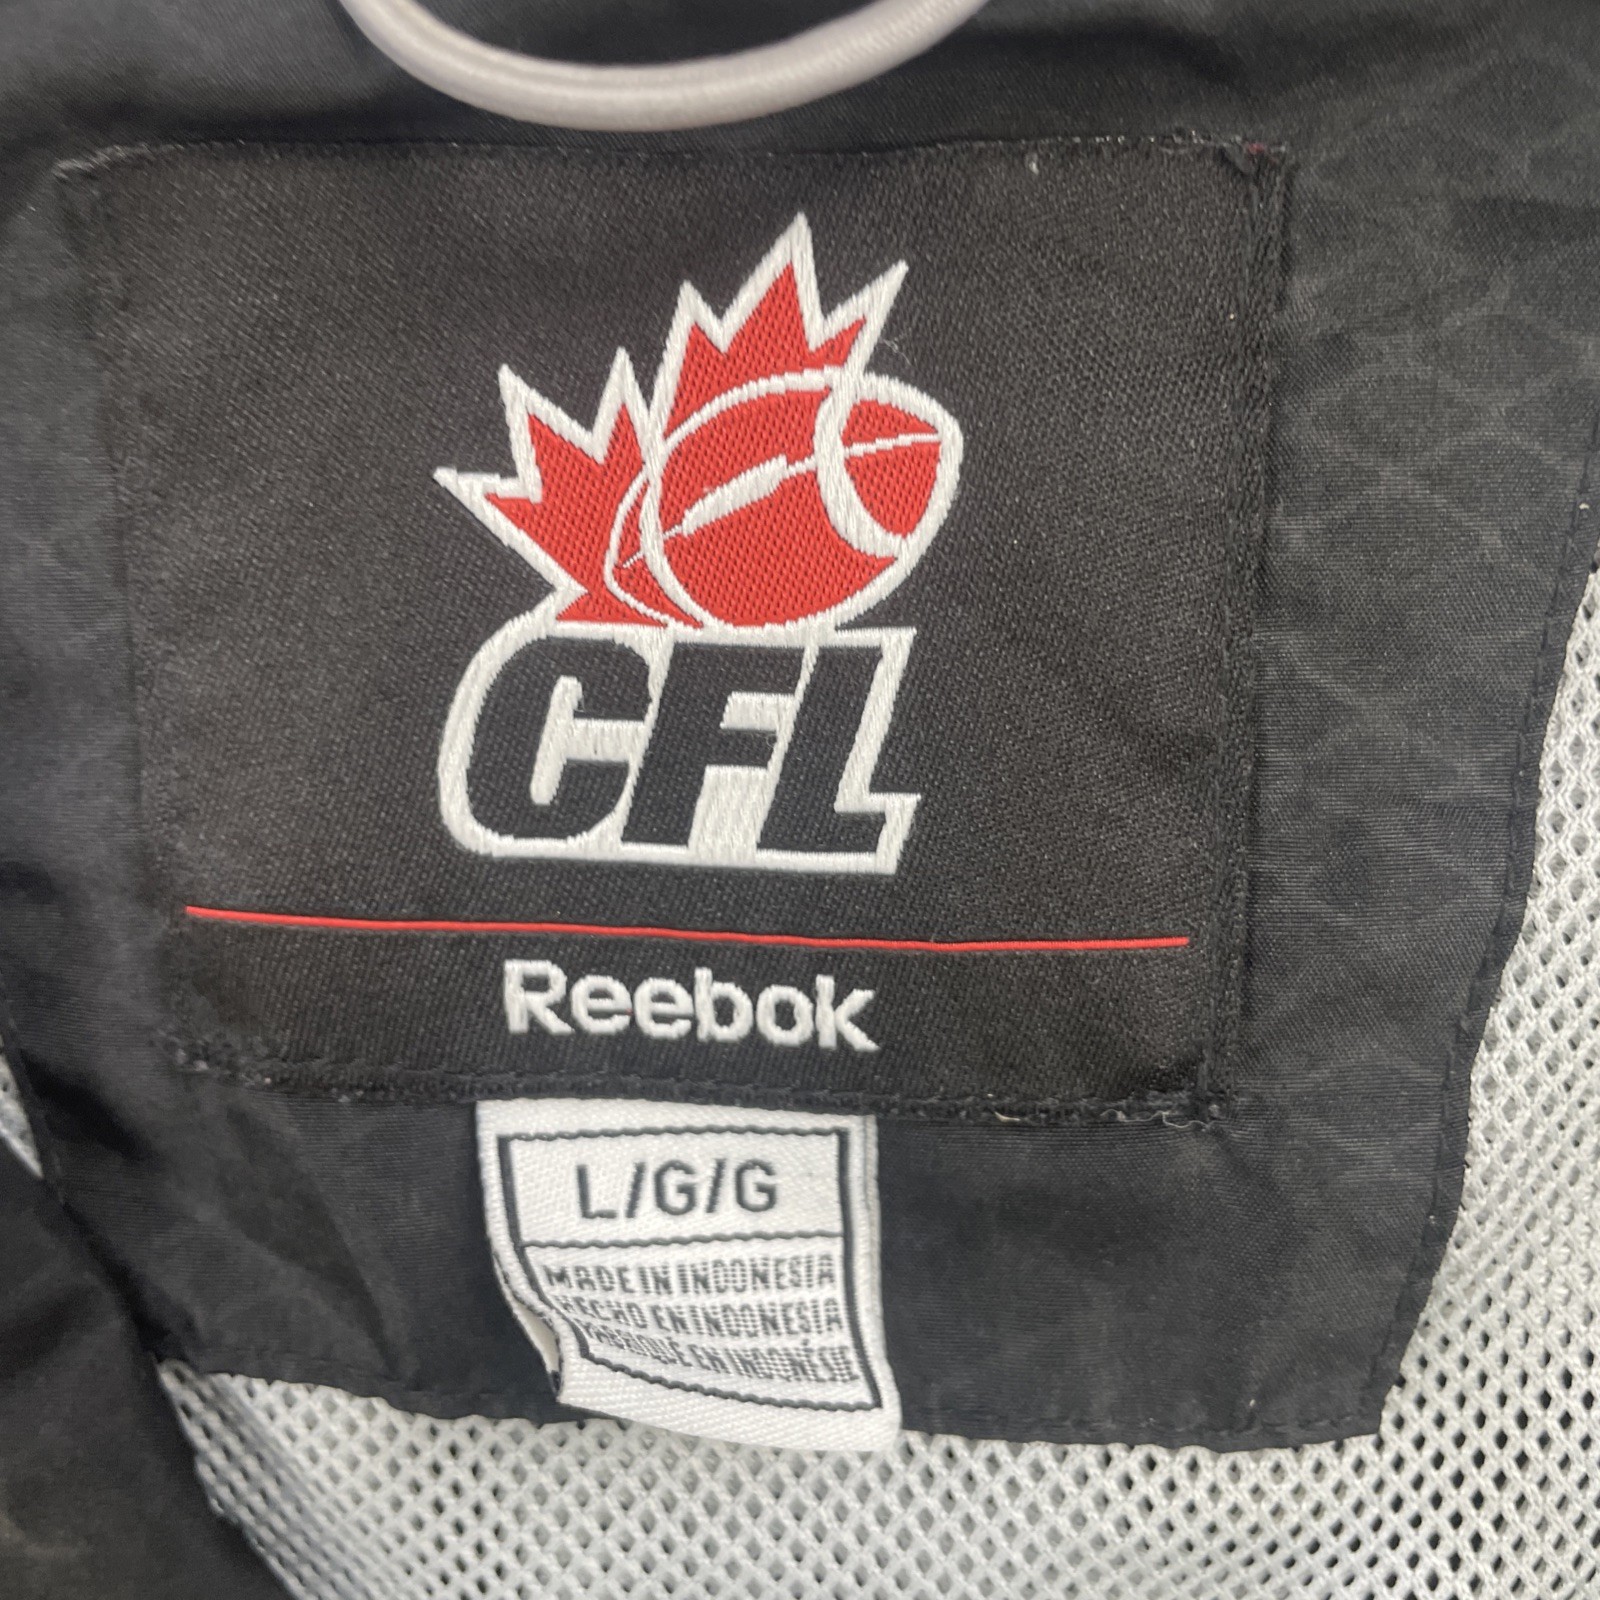 CFL
Reebok
L/G/G
MADE IN INDONESIA
HECHO EN INDONESIA
FABRIQUÉ EN INDONÉSIE